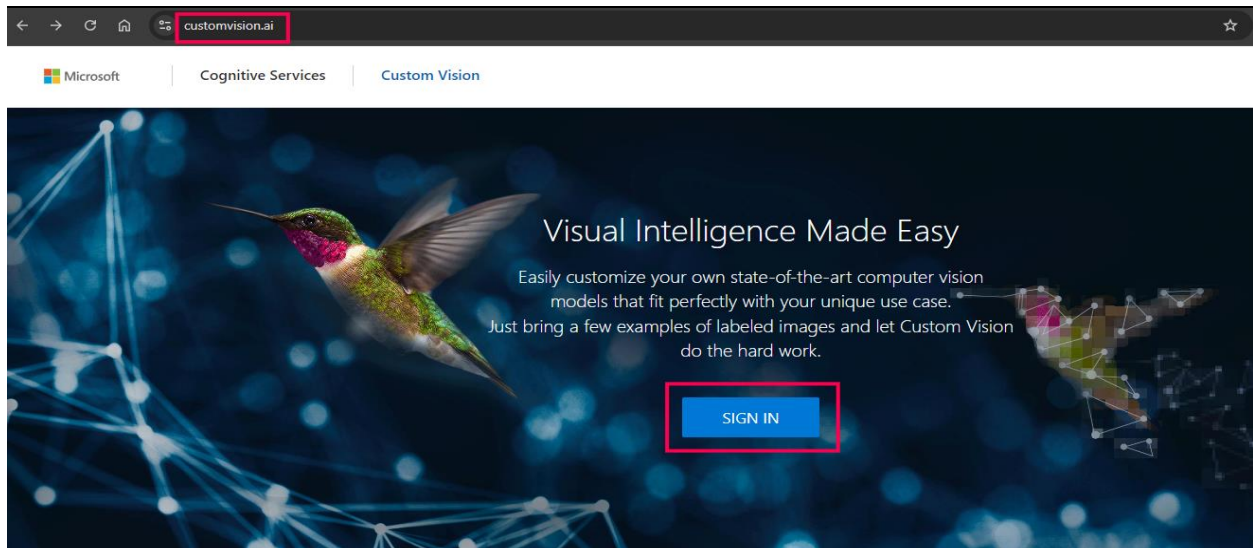 customvision.ai
Microsoft Cognitive Services Custom Vision
Visual Intelligence Made Easy
Easily customize your own state-of-the-art computer vision
models that fit perfectly with your unique use case.
Just bring a few examples of labeled images and let Custom Vision
do the hard work.
SIGN IN